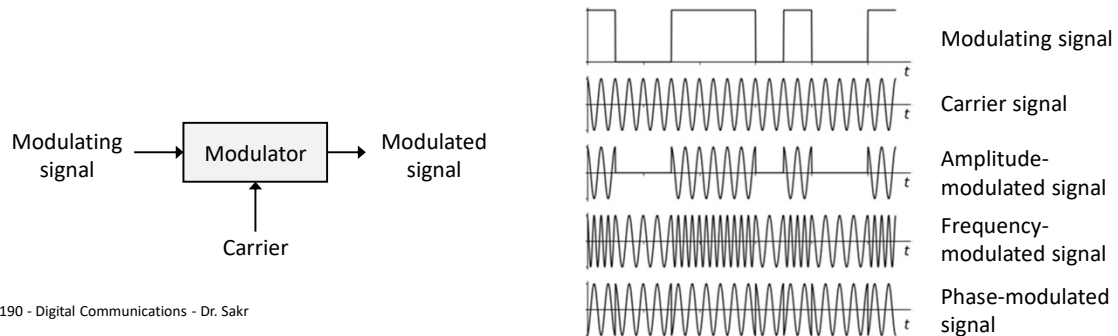 Modulating
signal
Modulator
Modulated
signal
Carrier
190 - Digital Communications - Dr. Sakr
Modulating signal
t
Carrier signal
t
Amplitude-
modulated signal
t
Frequency-
modulated signal
t
Phase-modulated
signal
t